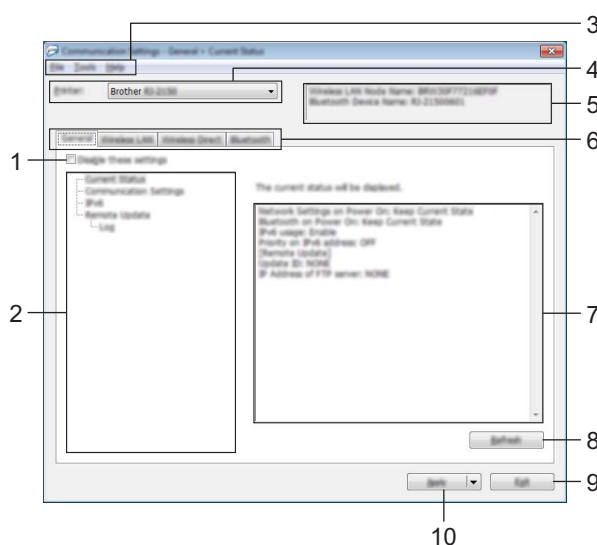 3
Communication Settings - General > Current Status
File Tools Help
4
Printer: Brother RJ-2150
Wireless LAN Node Name:
Bluetooth Device Name:
5
General Wireless LAN Wireless Direct Bluetooth
6
1
Disable these settings
Current Status
Communication Settings
IPv6
Remote Update
Log
The current status will be displayed.
Network Settings on Power On: Keep Current State
Bluetooth on Power On: Keep Current State
IPv6 usage: Enable
Priority on IPv6 address: OFF
[Remote Update]
Update ID: NONE
IP Address of FTP server: NONE
2
7
Refresh
8
Apply
Exit
9
10